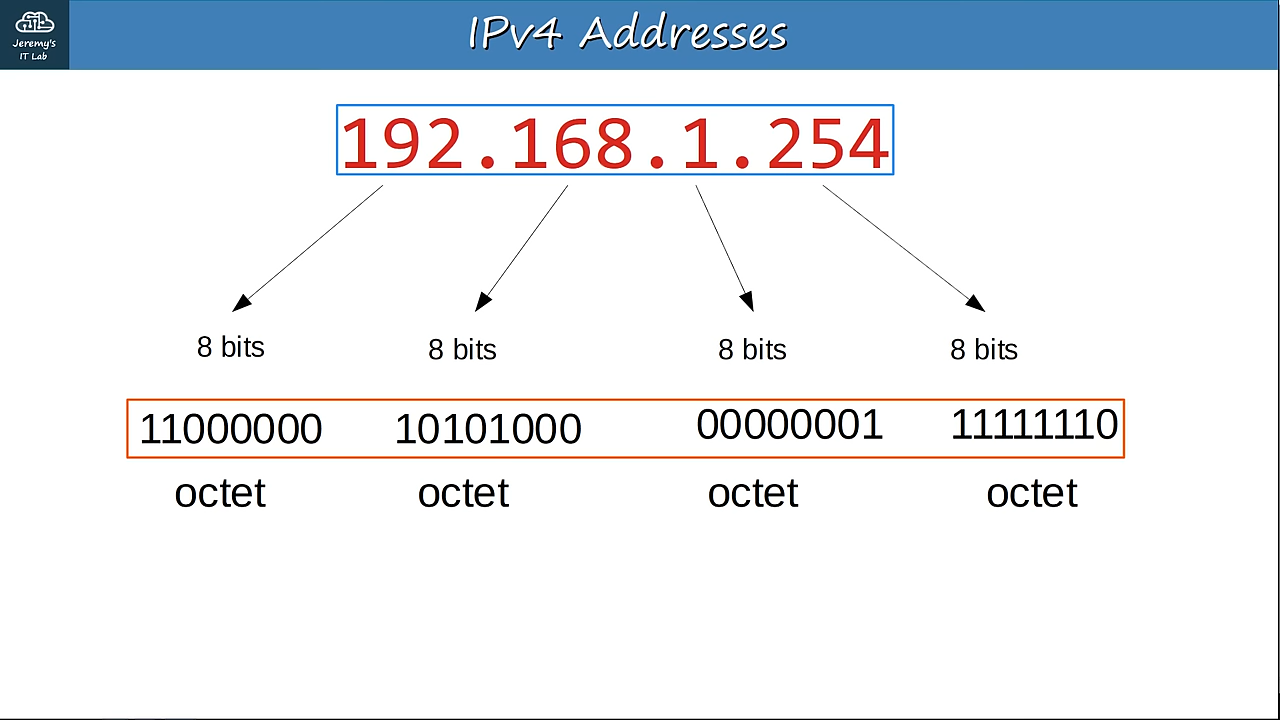 Jeremy's
IT Lab
IPv4 Addresses
192.168.1.254
8 bits 8 bits 8 bits 8 bits
11000000 10101000 00000001 11111110
octet octet octet octet